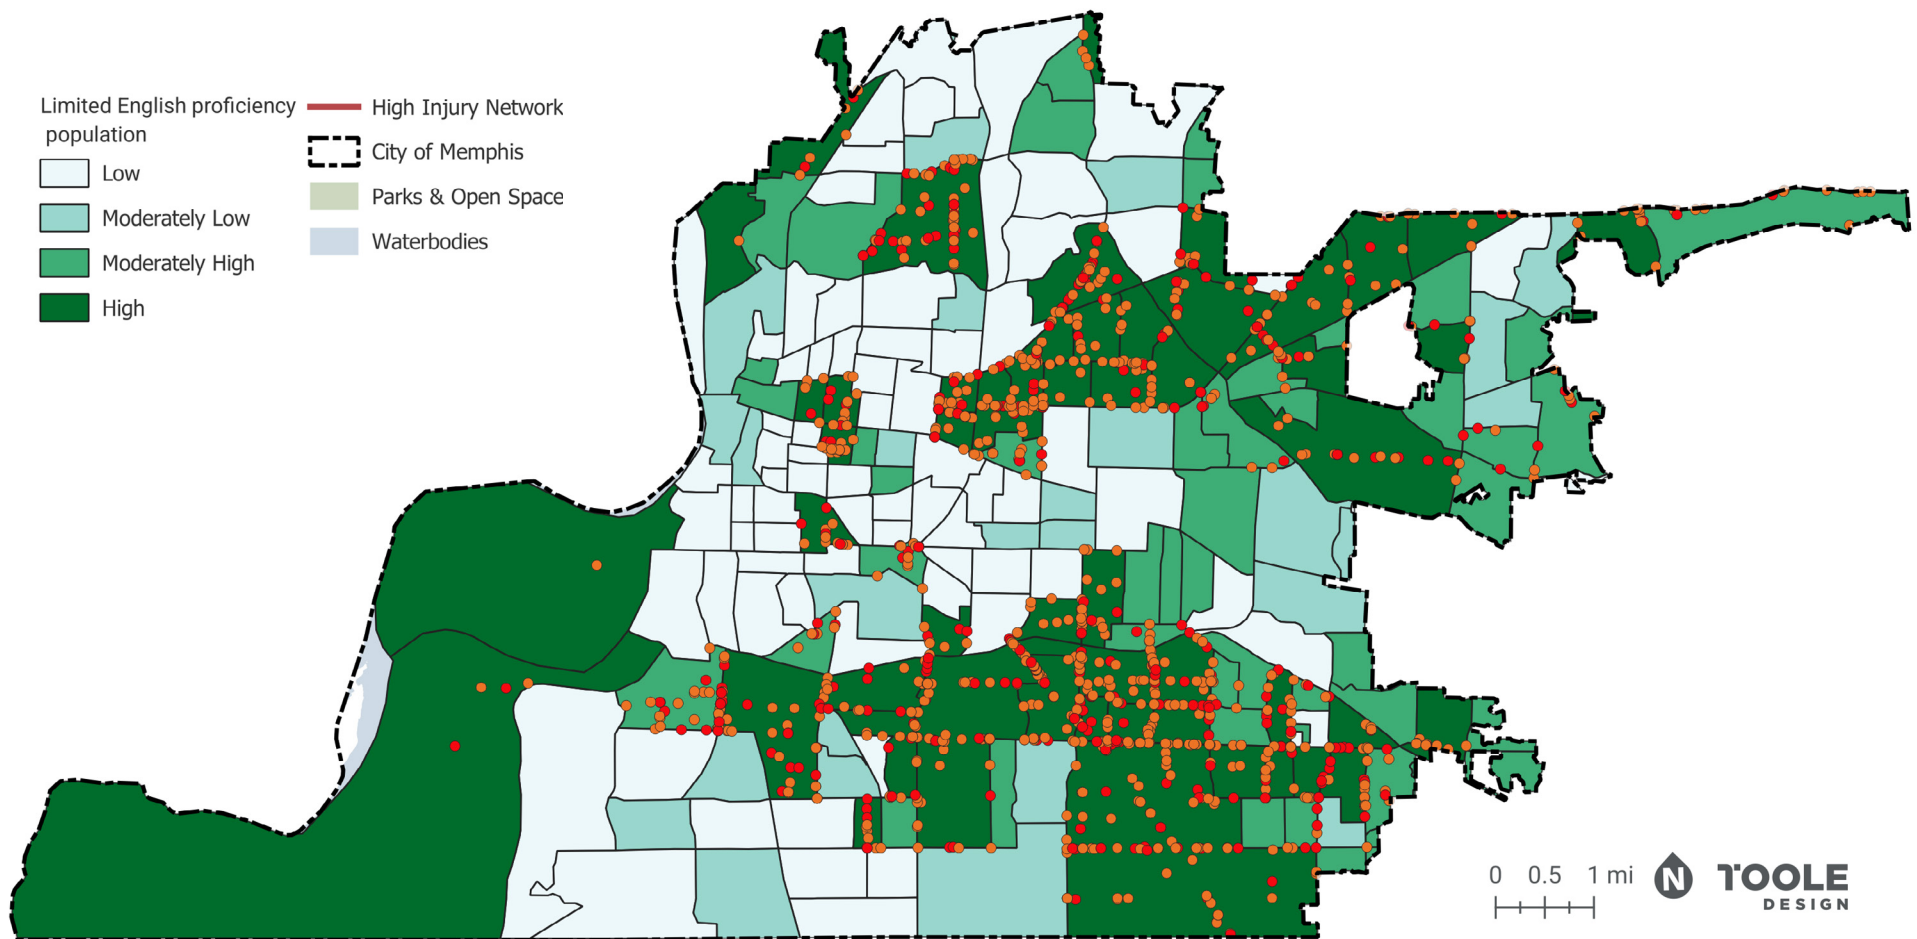 Limited English proficiency
population
Low
Moderately Low
Moderately High
High
High Injury Network
City of Memphis
Parks & Open Space
Waterbodies
0 0.5 1 mi
N
TOOLE
DESIGN